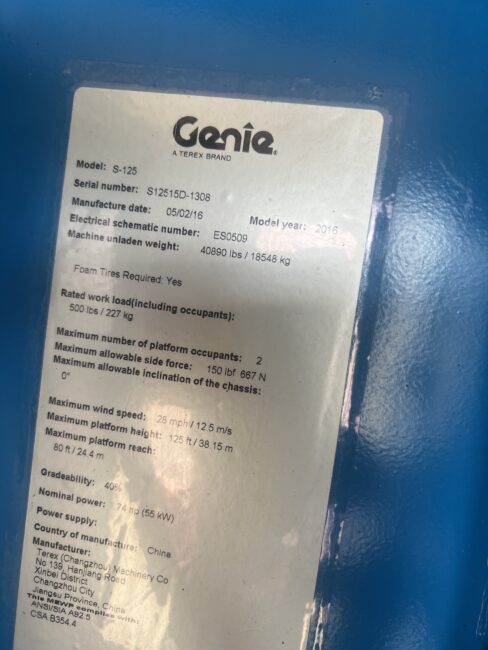 Genie
A TEREX BRAND
Model: S-125
Serial number: S12515D-1308
Manufacture date: 05/02/16 Model year: 2016
Electrical schematic number: ES0509
Machine unladen weight: 40890 lbs / 18548 kg
Foam Tires Required: Yes
Rated work load(including occupants):
500 lbs / 227 kg
Maximum number of platform occupants: 2
Maximum allowable side force: 150 lbf 667 N
Maximum allowable inclination of the chassis:
0°
Maximum wind speed: 28 mph / 12.5 m/s
Maximum platform height: 125 ft / 38.15 m
Maximum platform reach:
80 ft / 24.4 m
Gradeability: 40%
Nominal power: 74 hp (55 kW)
Power supply:
Country of manufacture: China
Manufacturer:
Terex (Changzhou) Machinery Co
No 139, Hanjiang Road
Xinbei District
Changzhou City
Jiangsu Province, China
This MEWP complies with:
ANSI/SIA A92.5
CSA B354.4